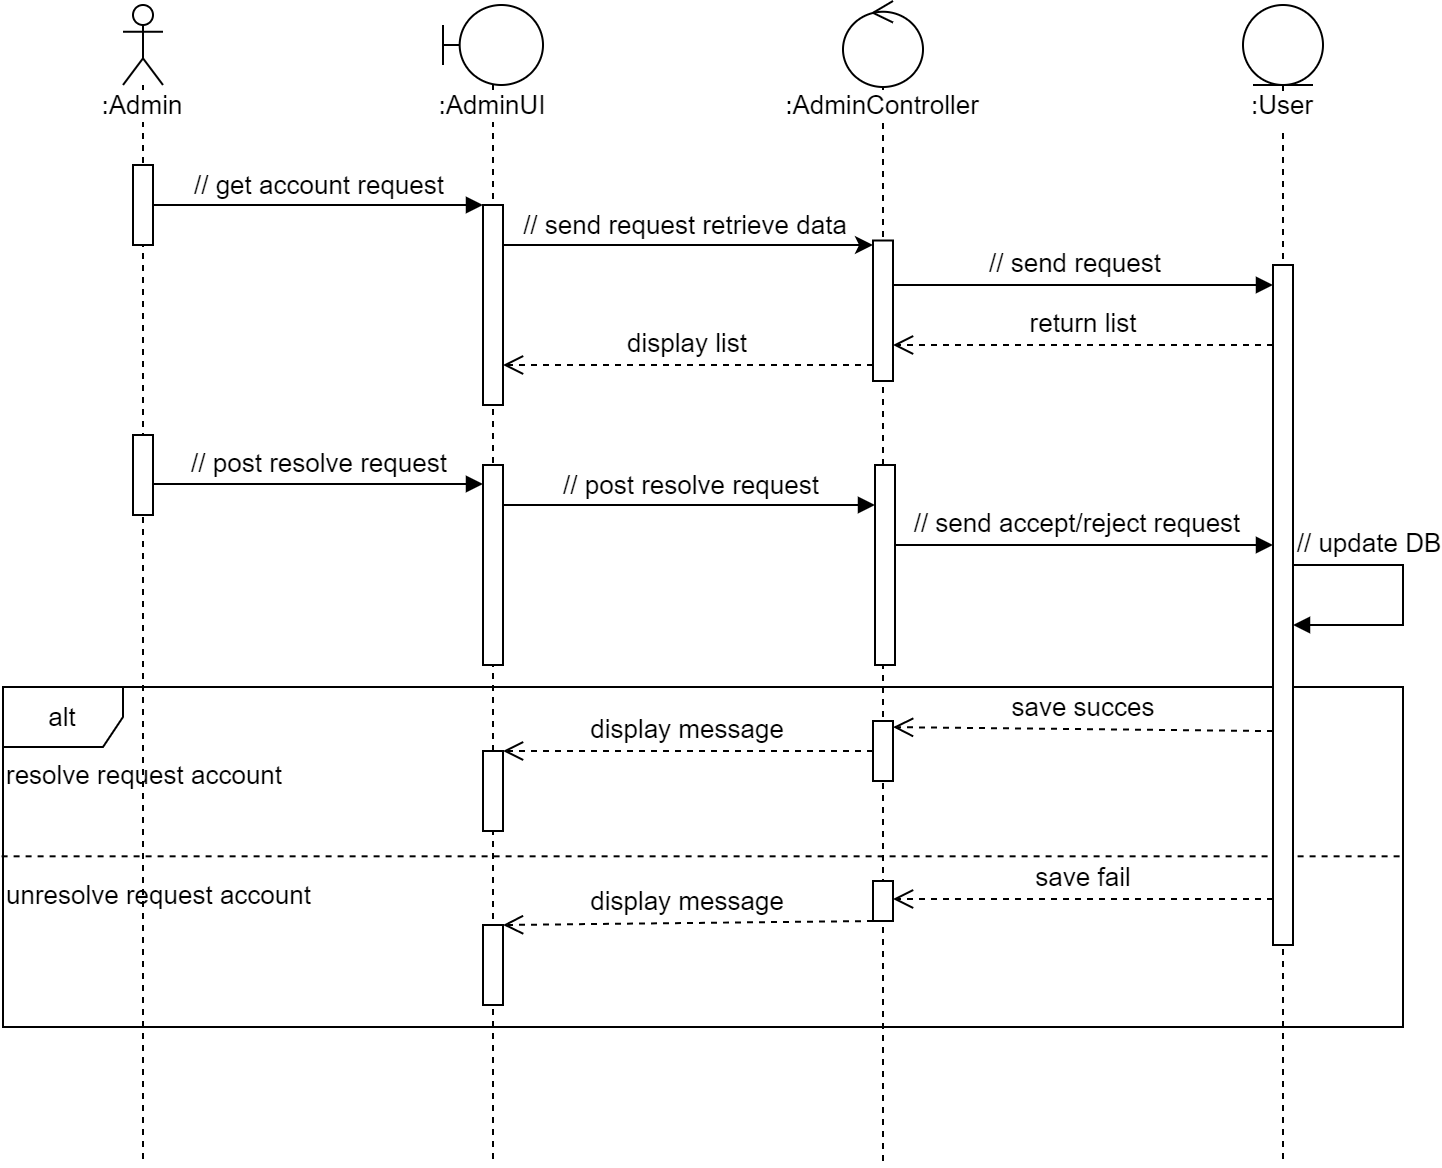 :Admin
:AdminUI
:AdminController
:User
// get account request
// send request retrieve data
// send request
return list
display list
// post resolve request
// post resolve request
// send accept/reject request
// update DB
alt
save succes
display message
resolve request account
save fail
display message
unresolve request account